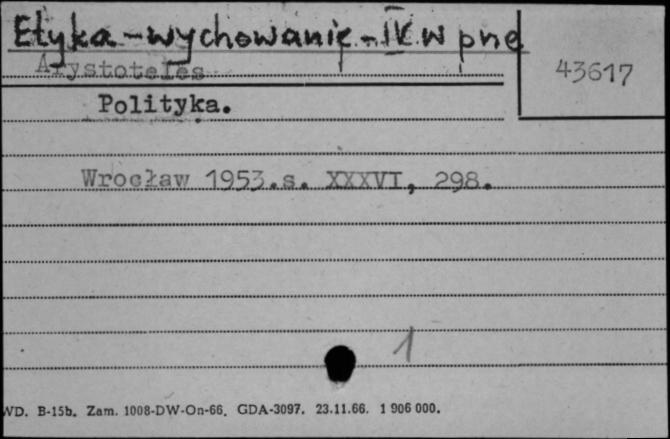 Etyka - wychowanie - IV w pne
Arystoteles
43617
Polityka.
Wrocław 1953.s. XXXVI, 298.
1
WD. B-15b. Zam. 1008-DW-On-66. GDA-3097. 23.11.66. 1 906 000.